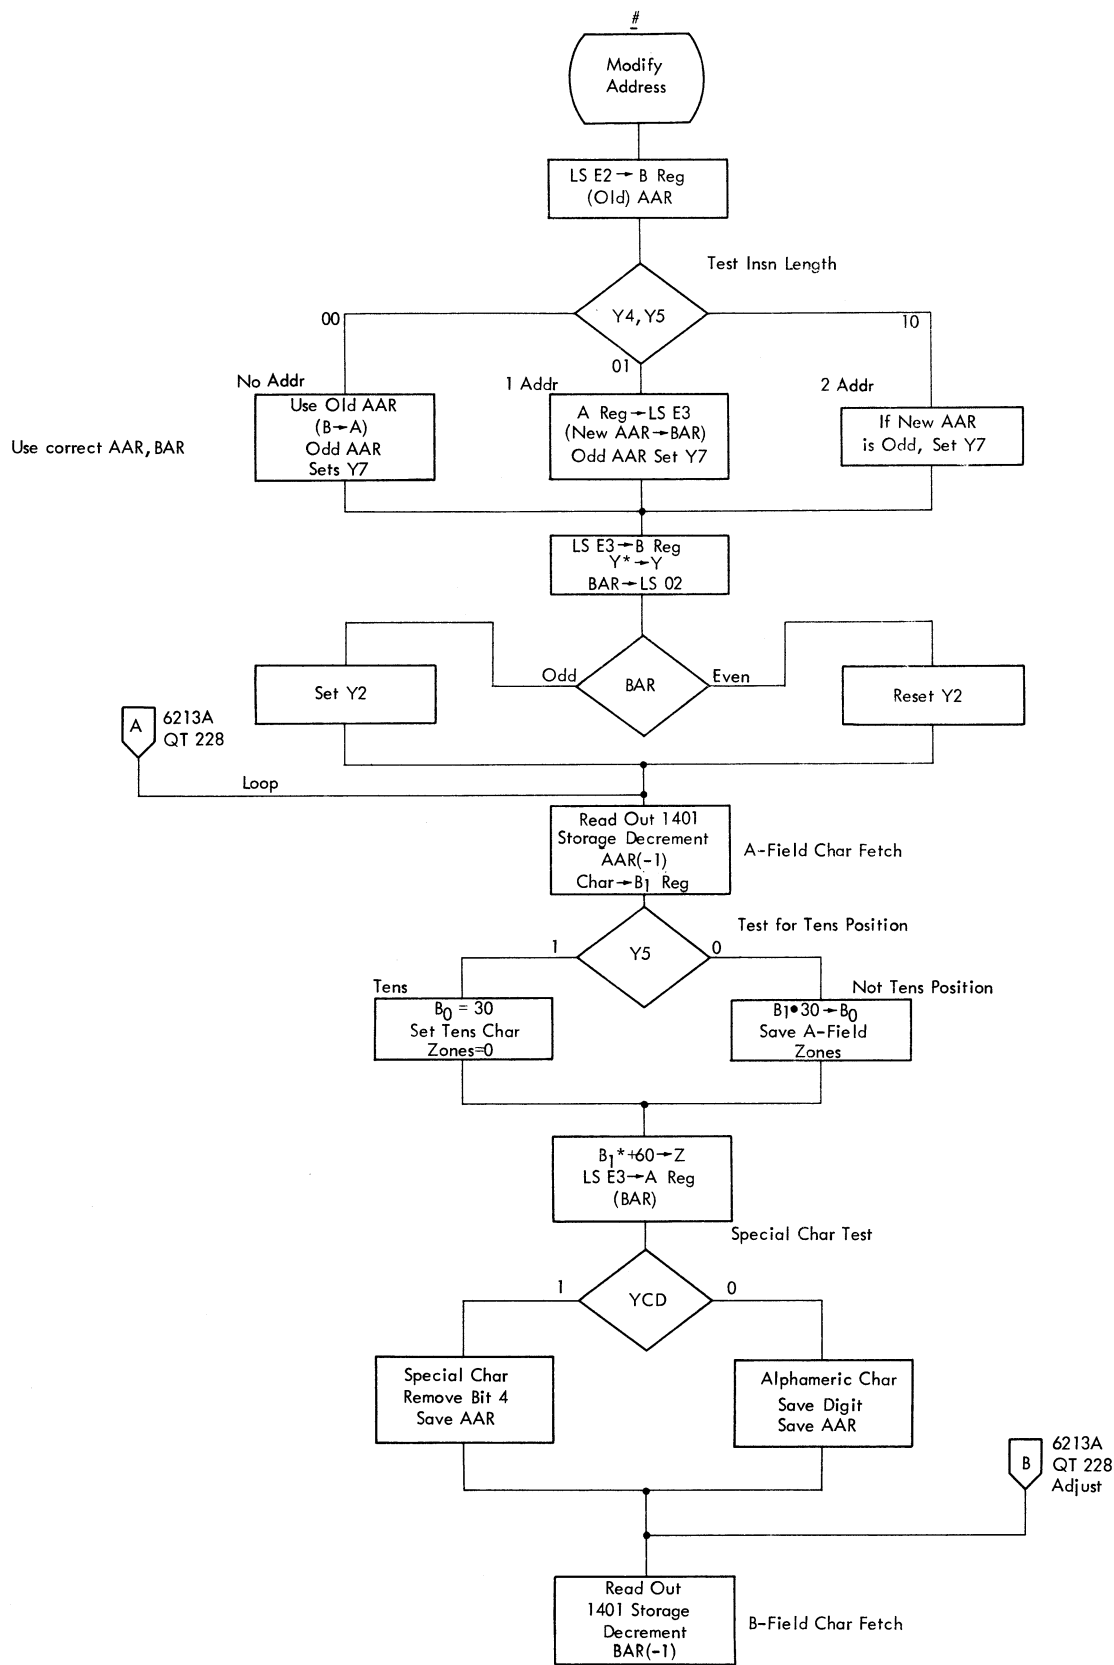 #
Modify
Address
LS E2→B Reg
(Old) AAR
Test Insn Length
Y4, Y5
00
01
10
No Addr
1 Addr
2 Addr
Use correct AAR, BAR
Use Old AAR
(B→A)
Odd AAR
Sets Y7
A Reg→LS E3
(New AAR→BAR)
Odd AAR Set Y7
If New AAR
is Odd, Set Y7
LS E3→B Reg
Y*→Y
BAR→LS 02
Odd
BAR
Even
Set Y2
Reset Y2
A
6213A
QT 228
Loop
Read Out 1401
Storage Decrement
AAR(-1)
Char→B1 Reg
A-Field Char Fetch
Test for Tens Position
1
Y5
0
Tens
Not Tens Position
B0 = 30
Set Tens Char
Zones=0
B1•30→B0
Save A-Field
Zones
B1*+60→Z
LS E3→A Reg
(BAR)
Special Char Test
1
YCD
0
Special Char
Remove Bit 4
Save AAR
Alphameric Char
Save Digit
Save AAR
B
6213A
QT 228
Adjust
Read Out
1401 Storage
Decrement
BAR(-1)
B-Field Char Fetch